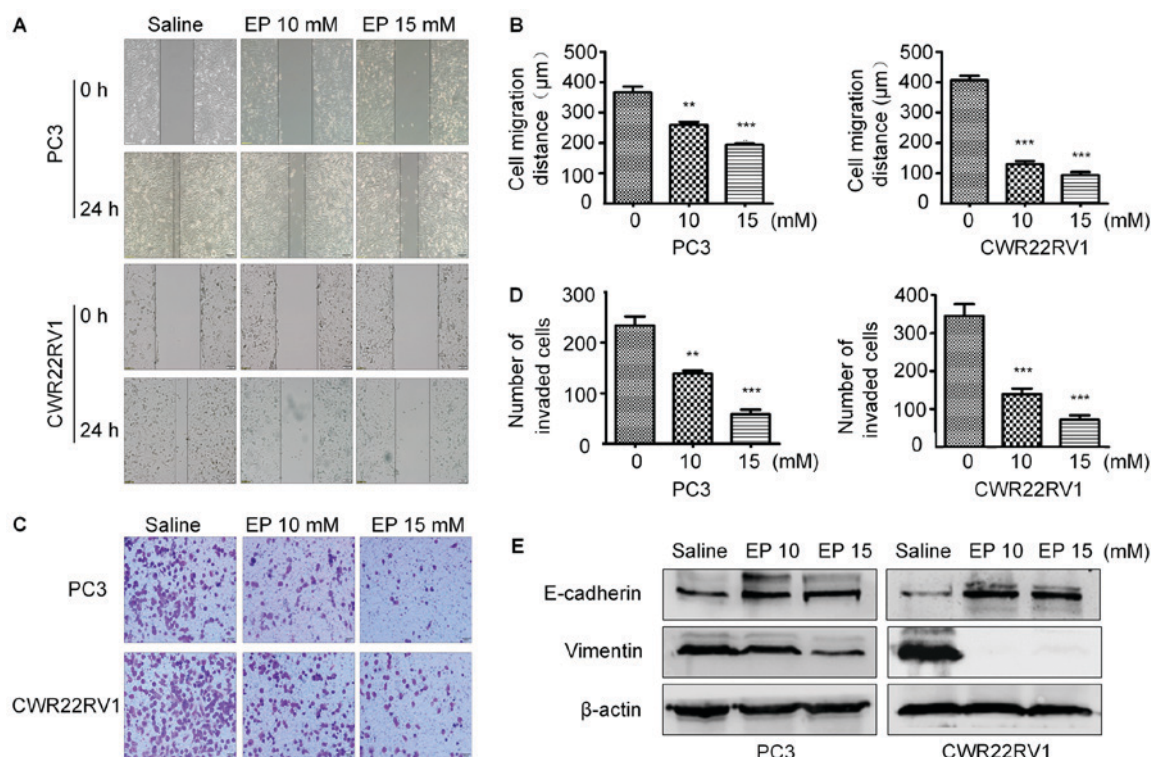 A
Saline EP 10 mM EP 15 mM
PC3
0 h
24 h
CWR22RV1
0 h
24 h
B
Cell migration
distance (μm)
500
400
300
200
100
0
** ***
0 10 15 (mM)
PC3
Cell migration
distance (μm)
500
400
300
200
100
0
*** ***
0 10 15 (mM)
CWR22RV1
C
Saline EP 10 mM EP 15 mM
PC3
CWR22RV1
D
Number of
invaded cells
300
200
100
0
** ***
0 10 15 (mM)
PC3
Number of
invaded cells
400
300
200
100
0
*** ***
0 10 15 (mM)
CWR22RV1
E
Saline EP 10 EP 15 Saline EP 10 EP 15 (mM)
E-cadherin
Vimentin
β-actin
PC3 CWR22RV1